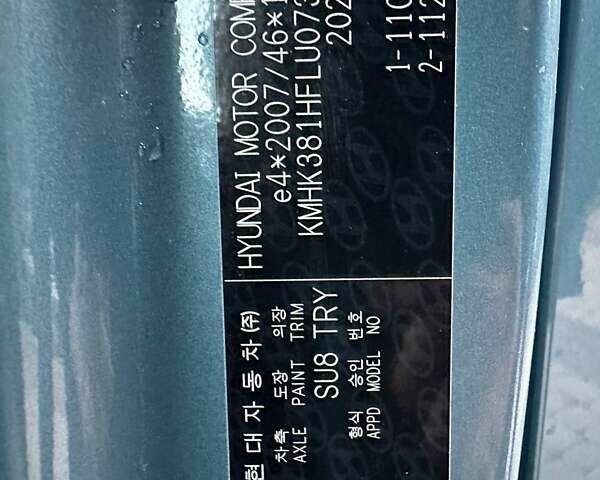 HYUNDAI MOTOR COM
e4*2007/46*1
KMHK381HFLU073
202
1-110
2-112
현대자동차(주)
차축 도장 의장
AXLE PAINT TRIM
SU8 TRY
형식 승인 번호
APPD MODEL NO